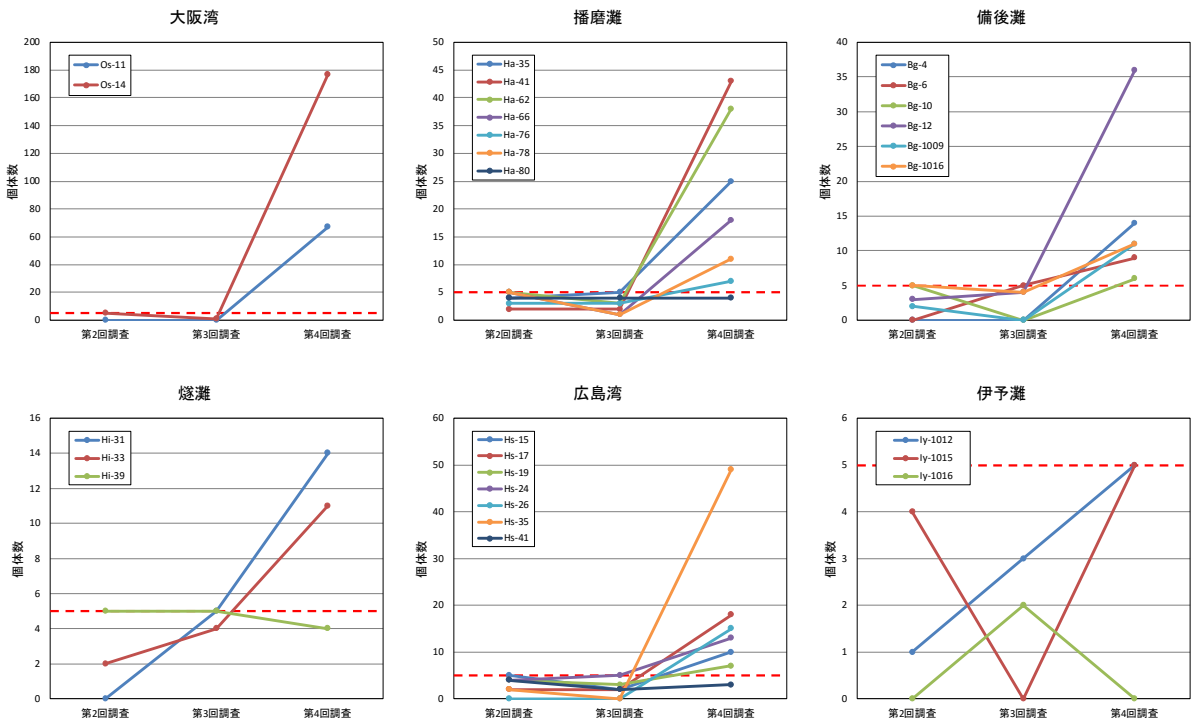 大阪湾
個体数
200
180
160
140
120
100
80
60
40
20
0
Os-11
Os-14
第2回調査 第3回調査 第4回調査
播磨灘
個体数
50
45
40
35
30
25
20
15
10
5
0
Ha-35
Ha-41
Ha-62
Ha-66
Ha-76
Ha-78
Ha-80
第2回調査 第3回調査 第4回調査
備後灘
個体数
40
35
30
25
20
15
10
5
0
Bg-4
Bg-6
Bg-10
Bg-12
Bg-1009
Bg-1016
第2回調査 第3回調査 第4回調査
燧灘
個体数
16
14
12
10
8
6
4
2
0
Hi-31
Hi-33
Hi-39
第2回調査 第3回調査 第4回調査
広島湾
個体数
60
50
40
30
20
10
0
Hs-15
Hs-17
Hs-19
Hs-24
Hs-26
Hs-35
Hs-41
第2回調査 第3回調査 第4回調査
伊予灘
個体数
6
5
4
3
2
1
0
Iy-1012
Iy-1015
Iy-1016
第2回調査 第3回調査 第4回調査